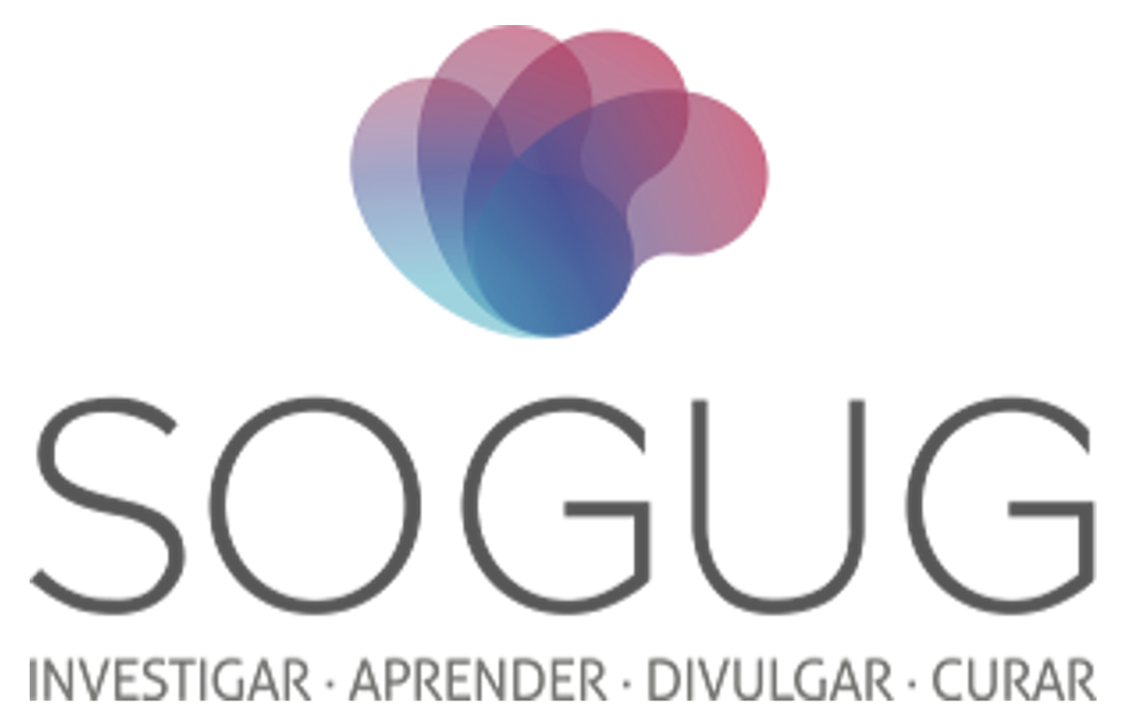 SOGUG
INVESTIGAR · APRENDER · DIVULGAR · CURAR